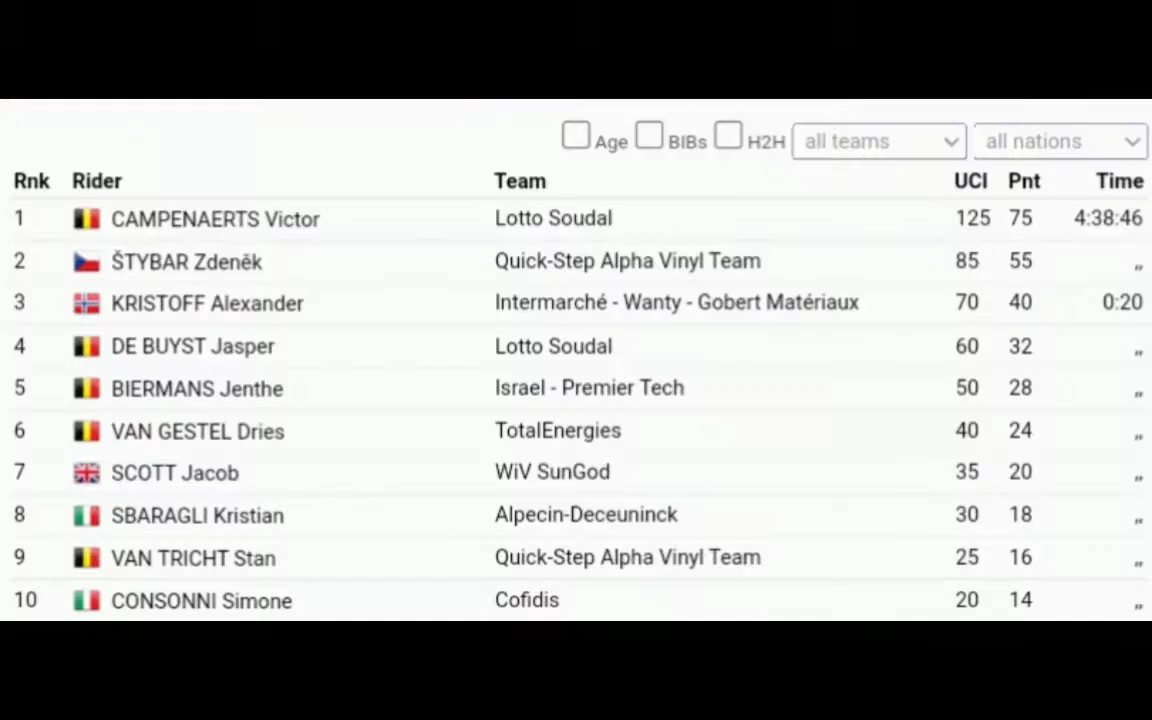 Age BIBs H2H all teams all nations
Rnk Rider Team UCI Pnt Time
1 CAMPENAERTS Victor Lotto Soudal 125 75 4:38:46
2 ŠTYBAR Zdeněk Quick-Step Alpha Vinyl Team 85 55 ,,
3 KRISTOFF Alexander Intermarché - Wanty - Gobert Matériaux 70 40 0:20
4 DE BUYST Jasper Lotto Soudal 60 32 ,,
5 BIERMANS Jenthe Israel - Premier Tech 50 28 ,,
6 VAN GESTEL Dries TotalEnergies 40 24 ,,
7 SCOTT Jacob WiV SunGod 35 20 ,,
8 SBARAGLI Kristian Alpecin-Deceuninck 30 18 ,,
9 VAN TRICHT Stan Quick-Step Alpha Vinyl Team 25 16 ,,
10 CONSONNI Simone Cofidis 20 14 ,,